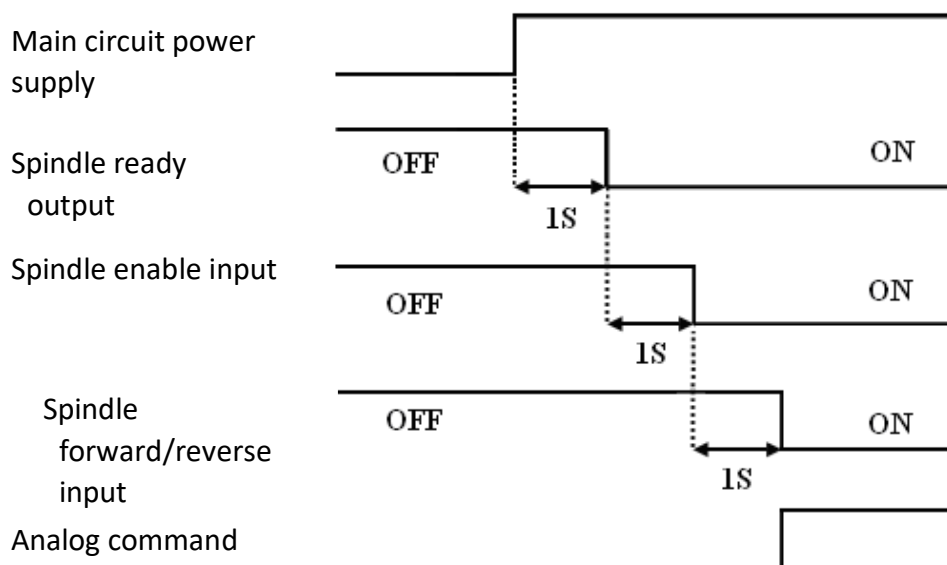 Main circuit power
supply
Spindle ready
output
OFF
ON
1S
Spindle enable input
OFF
ON
1S
Spindle
forward/reverse
input
OFF
ON
1S
Analog command